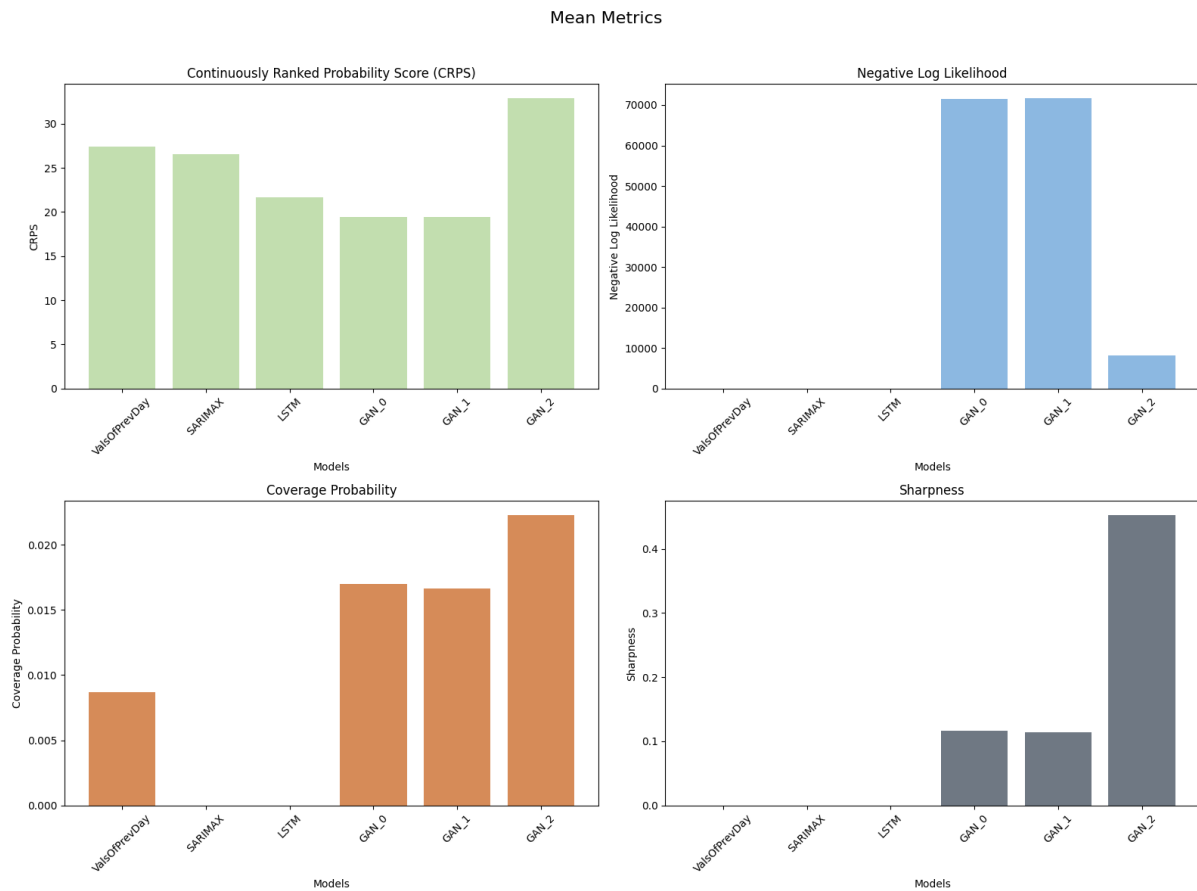 Mean Metrics
Continuously Ranked Probability Score (CRPS)
CRPS
30
25
20
15
10
5
0
ValsOfPrevDay
SARIMAX
LSTM
GAN_0
GAN_1
GAN_2
Models
Negative Log Likelihood
Negative Log Likelihood
70000
60000
50000
40000
30000
20000
10000
0
ValsOfPrevDay
SARIMAX
LSTM
GAN_0
GAN_1
GAN_2
Models
Coverage Probability
Coverage Probability
0.020
0.015
0.010
0.005
0.000
ValsOfPrevDay
SARIMAX
LSTM
GAN_0
GAN_1
GAN_2
Models
Sharpness
Sharpness
0.4
0.3
0.2
0.1
0.0
ValsOfPrevDay
SARIMAX
LSTM
GAN_0
GAN_1
GAN_2
Models